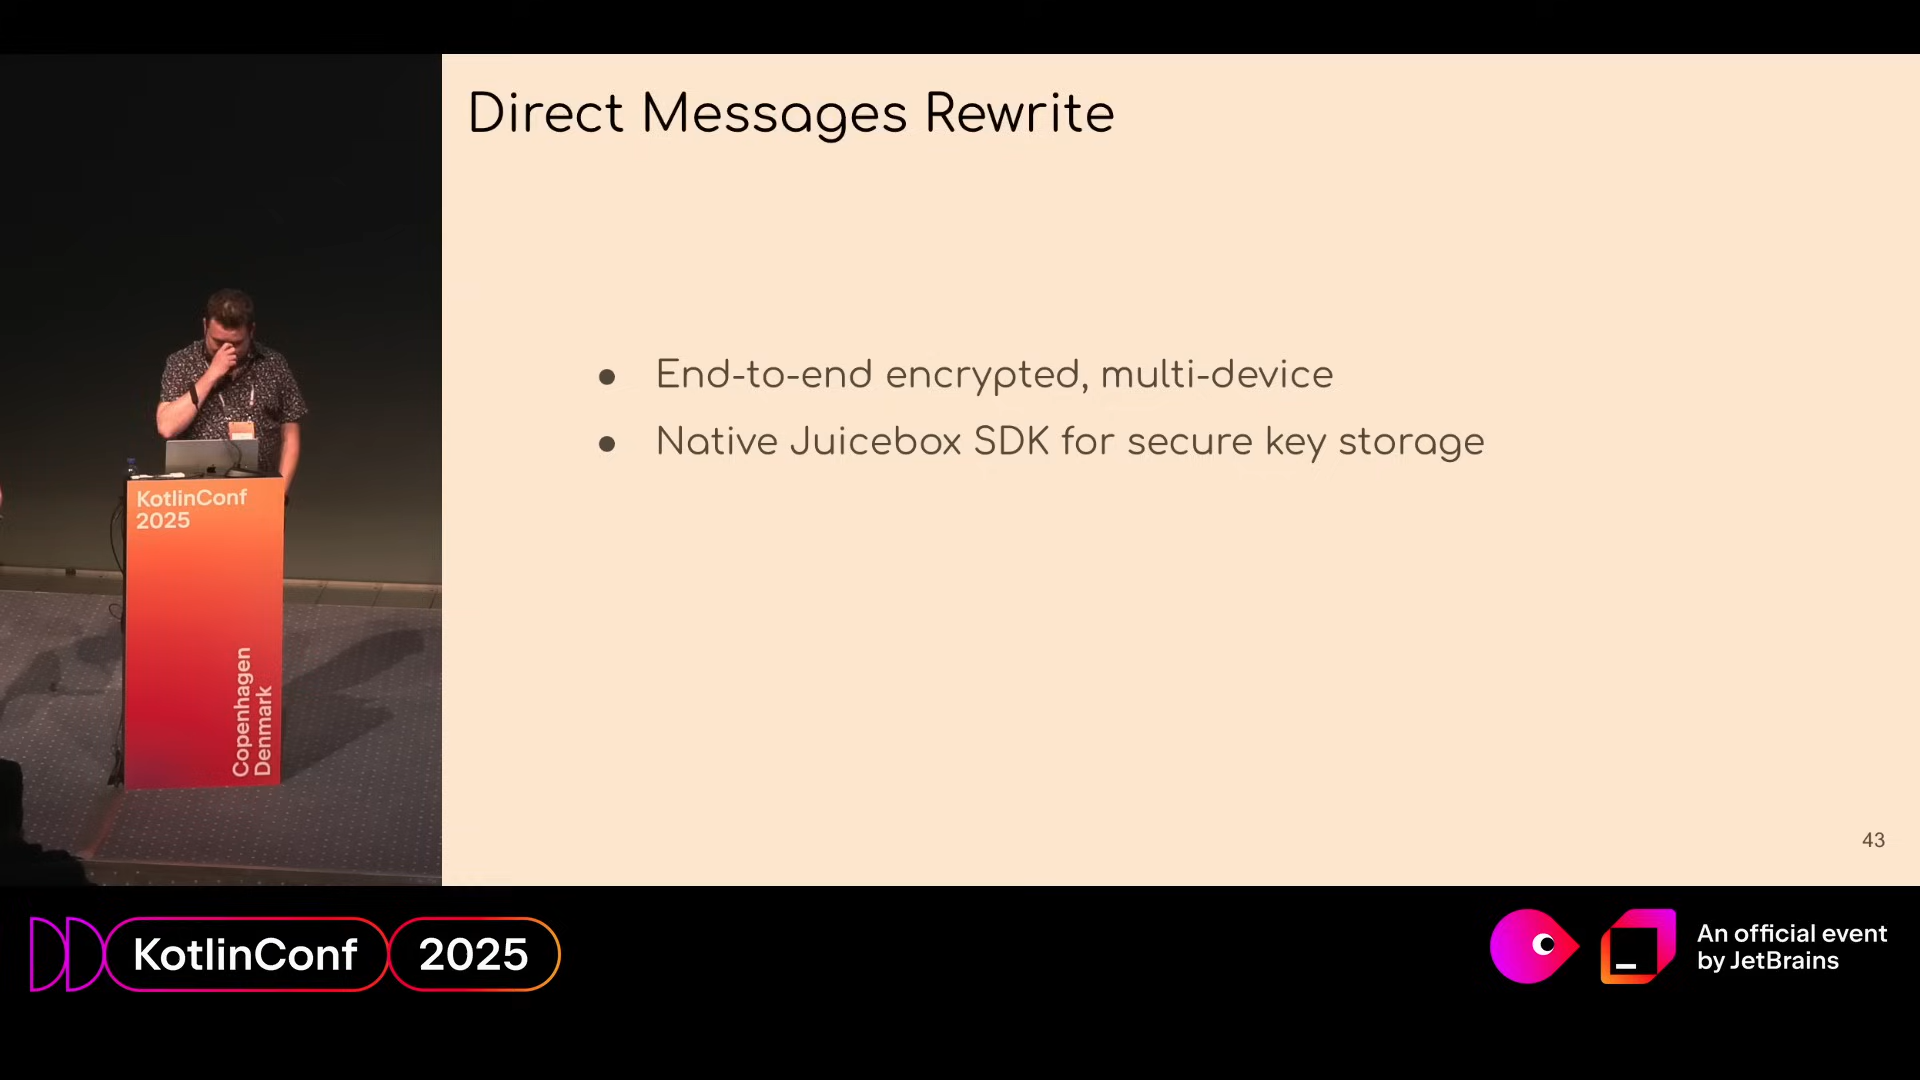 Direct Messages Rewrite
● End-to-end encrypted, multi-device
● Native Juicebox SDK for secure key storage
43
KotlinConf
2025
Copenhagen
Denmark
KotlinConf 2025
An official event
by JetBrains